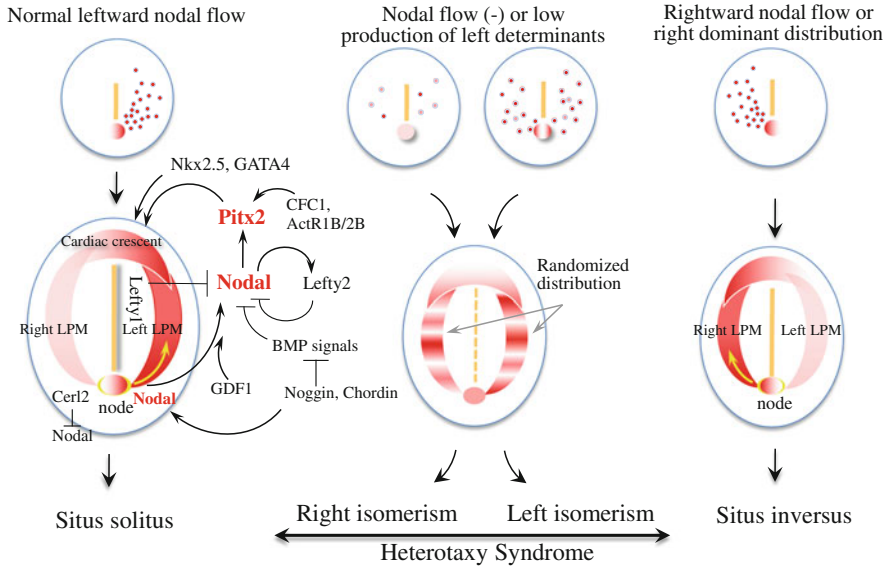 Normal leftward nodal flow
Nodal flow (-) or low
production of left determinants
Rightward nodal flow or
right dominant distribution
Nkx2.5, GATA4
Pitx2
CFC1,
ActR1B/2B
Cardiac crescent
Lefty1
Nodal
Lefty2
Right LPM
Left LPM
BMP signals
GDF1
Noggin, Chordin
Cerl2
node
Nodal
Nodal
Randomized
distribution
Right LPM
Left LPM
node
Situs solitus
Right isomerism
Left isomerism
Situs inversus
Heterotaxy Syndrome